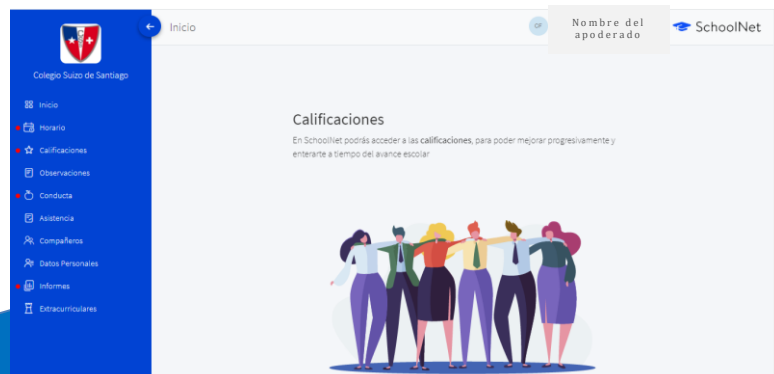 Colegio Suizo de Santiago
Inicio
Horario
Calificaciones
Observaciones
Conducta
Asistencia
Compañeros
Datos Personales
Informes
Extracurriculares
Inicio
OF
Nombre del
apoderado
SchoolNet
Calificaciones
En SchoolNet podrás acceder a las calificaciones, para poder mejorar progresivamente y
enterarte a tiempo del avance escolar